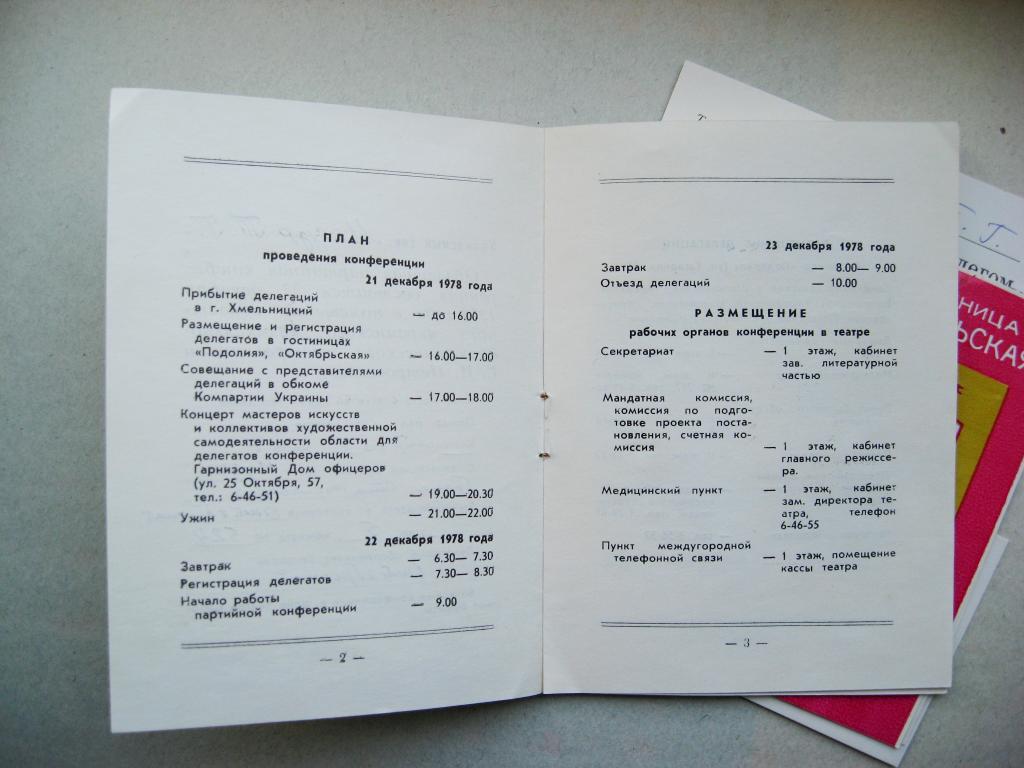 ПЛАН
проведения конференции
21 декабря 1978 года
Прибытие делегаций
в г. Хмельницкий — до 16.00
Размещение и регистрация
делегатов в гостиницах
«Подолия», «Октябрьская» — 16.00—17.00
Совещание с представителями
делегаций в обкоме
Компартии Украины — 17.00—18.00
Концерт мастеров искусств
и коллективов художественной
самодеятельности области для
делегатов конференции.
Гарнизонный Дом офицеров
(ул. 25 Октября, 57,
тел.: 6-46-51) — 19.00—20.30
Ужин — 21.00—22.00
22 декабря 1978 года
Завтрак — 6.30— 7.30
Регистрация делегатов — 7.30— 8.30
Начало работы
партийной конференции — 9.00
— 2 —
23 декабря 1978 года
Завтрак — 8.00— 9.00
Отъезд делегаций — 10.00
РАЗМЕЩЕНИЕ
рабочих органов конференции в театре
Секретариат — 1 этаж, кабинет
зав. литературной
частью
Мандатная комиссия,
комиссия по подго-
товке проекта поста-
новления, счетная ко-
миссия — 1 этаж, кабинет
главного режиссе-
ра.
Медицинский пункт — 1 этаж, кабинет
зам. директора те-
атра, телефон
6-46-55
Пункт междугородной
телефонной связи — 1 этаж, помещение
кассы театра
— 3 —
Г. Г.
НИЦА
ЬСКАЯ